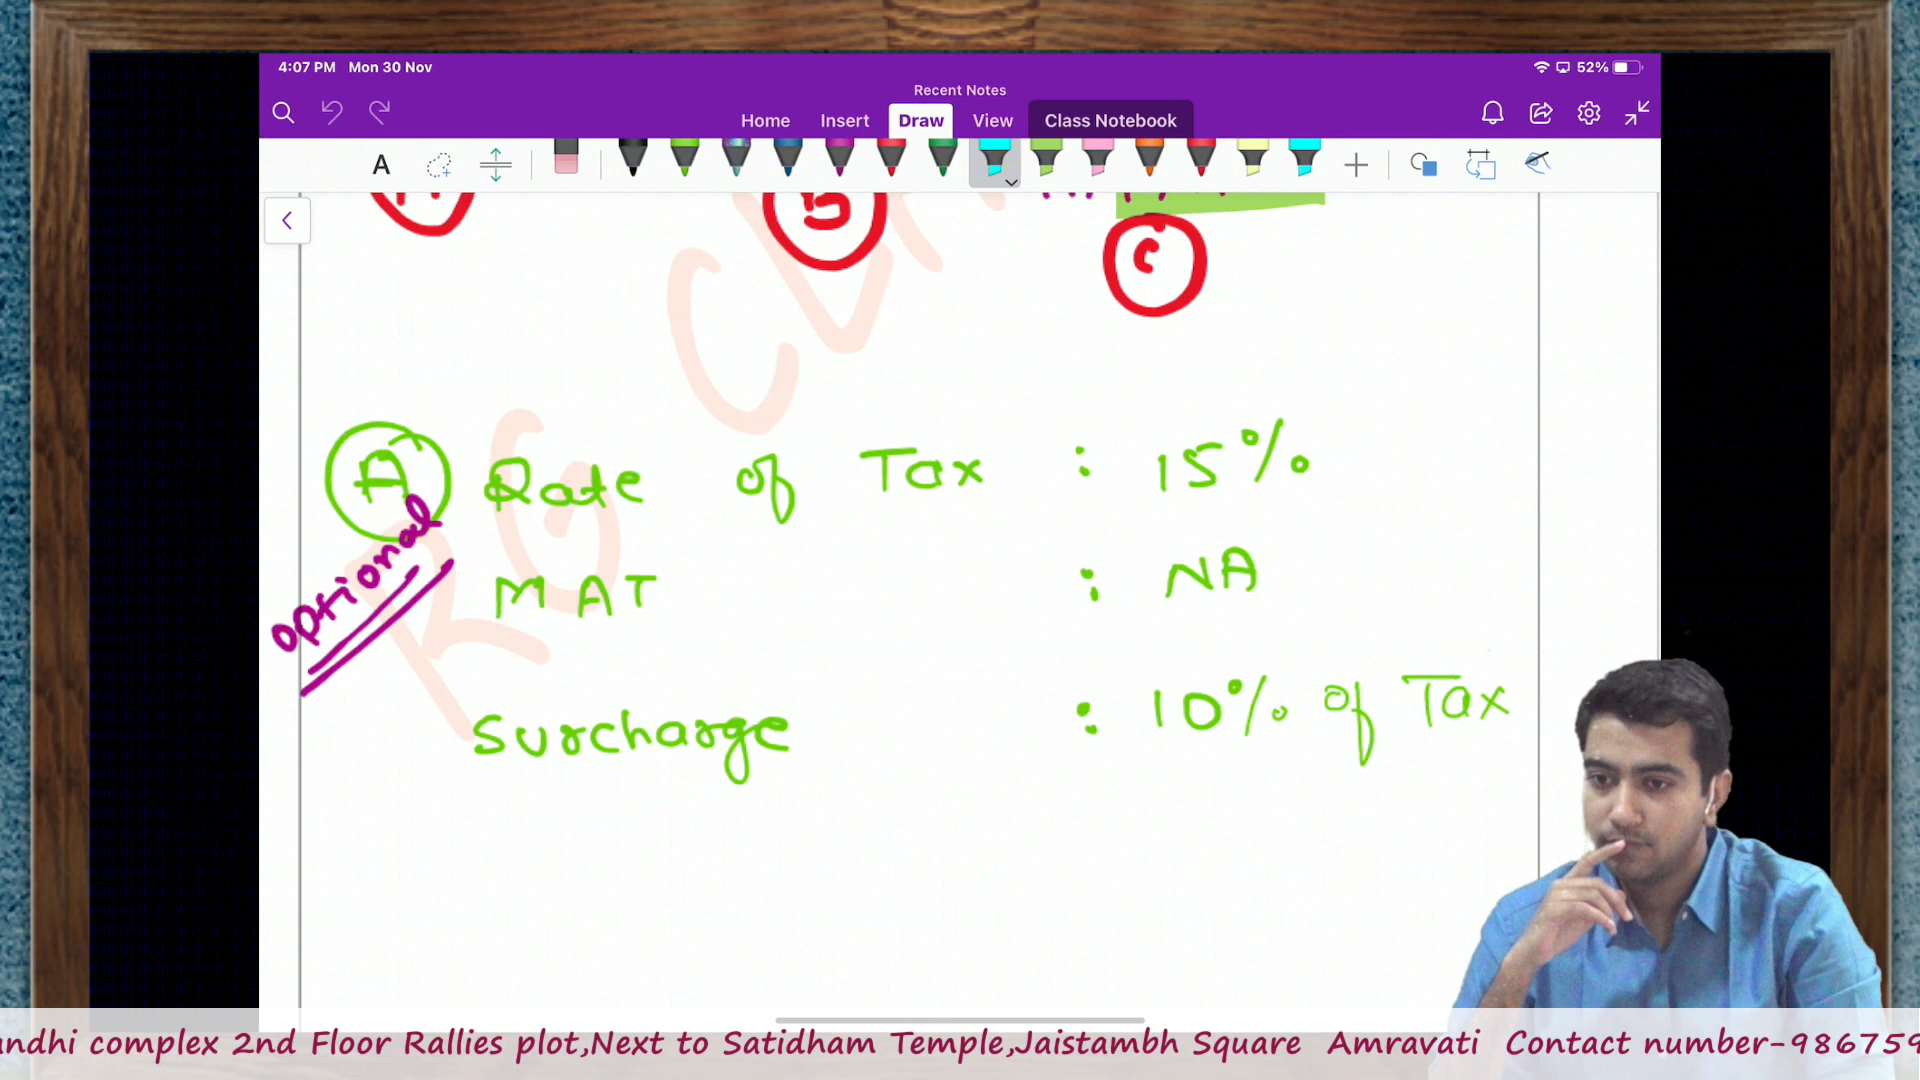 4:07 PM Mon 30 Nov
52%
Recent Notes
Home Insert Draw View Class Notebook
A
B
C
RG
A Rate of Tax : 15%
optional
MAT : NA
Surcharge : 10% of Tax
complex 2nd Floor Rallies plot,Next to Satidham Temple,Jaistambh Square Amravati Contact number-986759